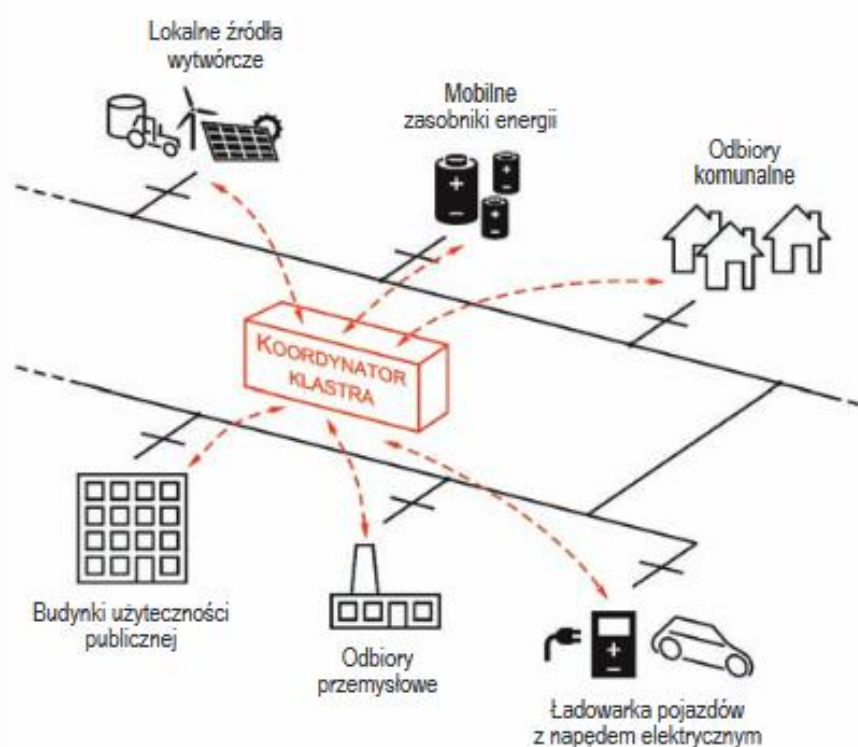 Lokalne źródła
wytwórcze
Mobilne
zasobniki energii
Odbiory
komunalne
KOORDYNATOR
KLASTRA
Budynki użyteczności
publicznej
Odbiory
przemysłowe
Ładowarka pojazdów
z napędem elektrycznym